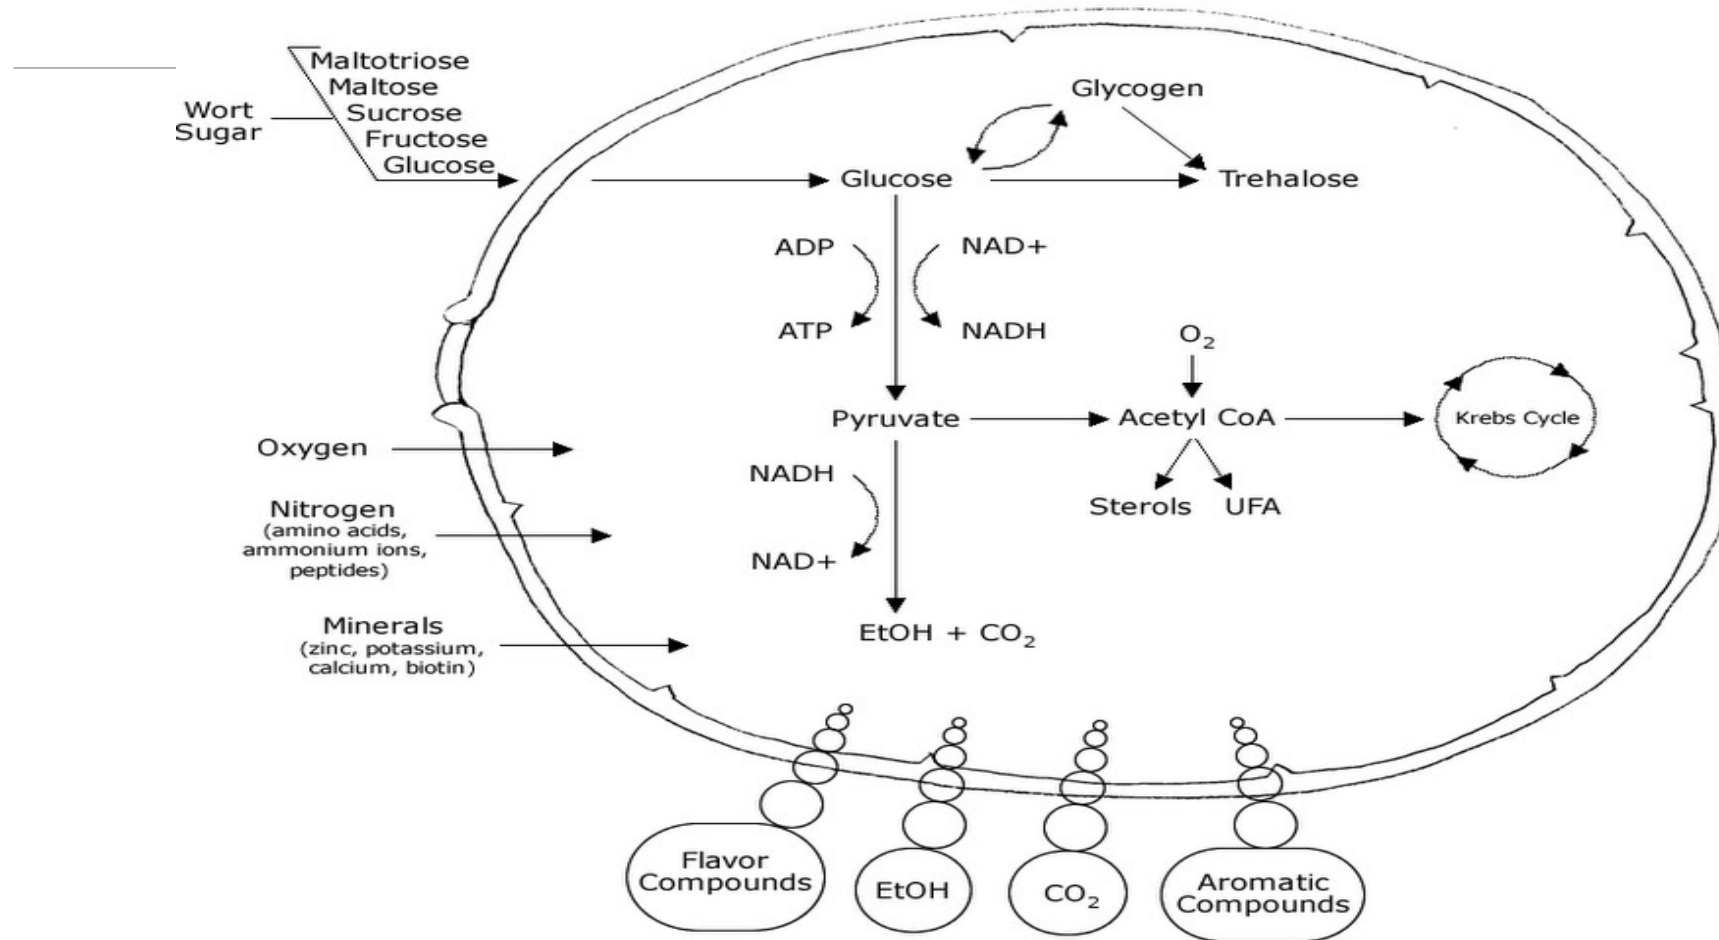 Wort
Sugar
Maltotriose
Maltose
Sucrose
Fructose
Glucose
Glycogen
Glucose
Trehalose
ADP
NAD+
ATP
NADH
O₂
Pyruvate
Acetyl CoA
Krebs Cycle
Oxygen
NADH
Sterols
UFA
Nitrogen
(amino acids,
ammonium ions,
peptides)
NAD+
Minerals
(zinc, potassium,
calcium, biotin)
EtOH + CO₂
Flavor
Compounds
EtOH
CO₂
Aromatic
Compounds